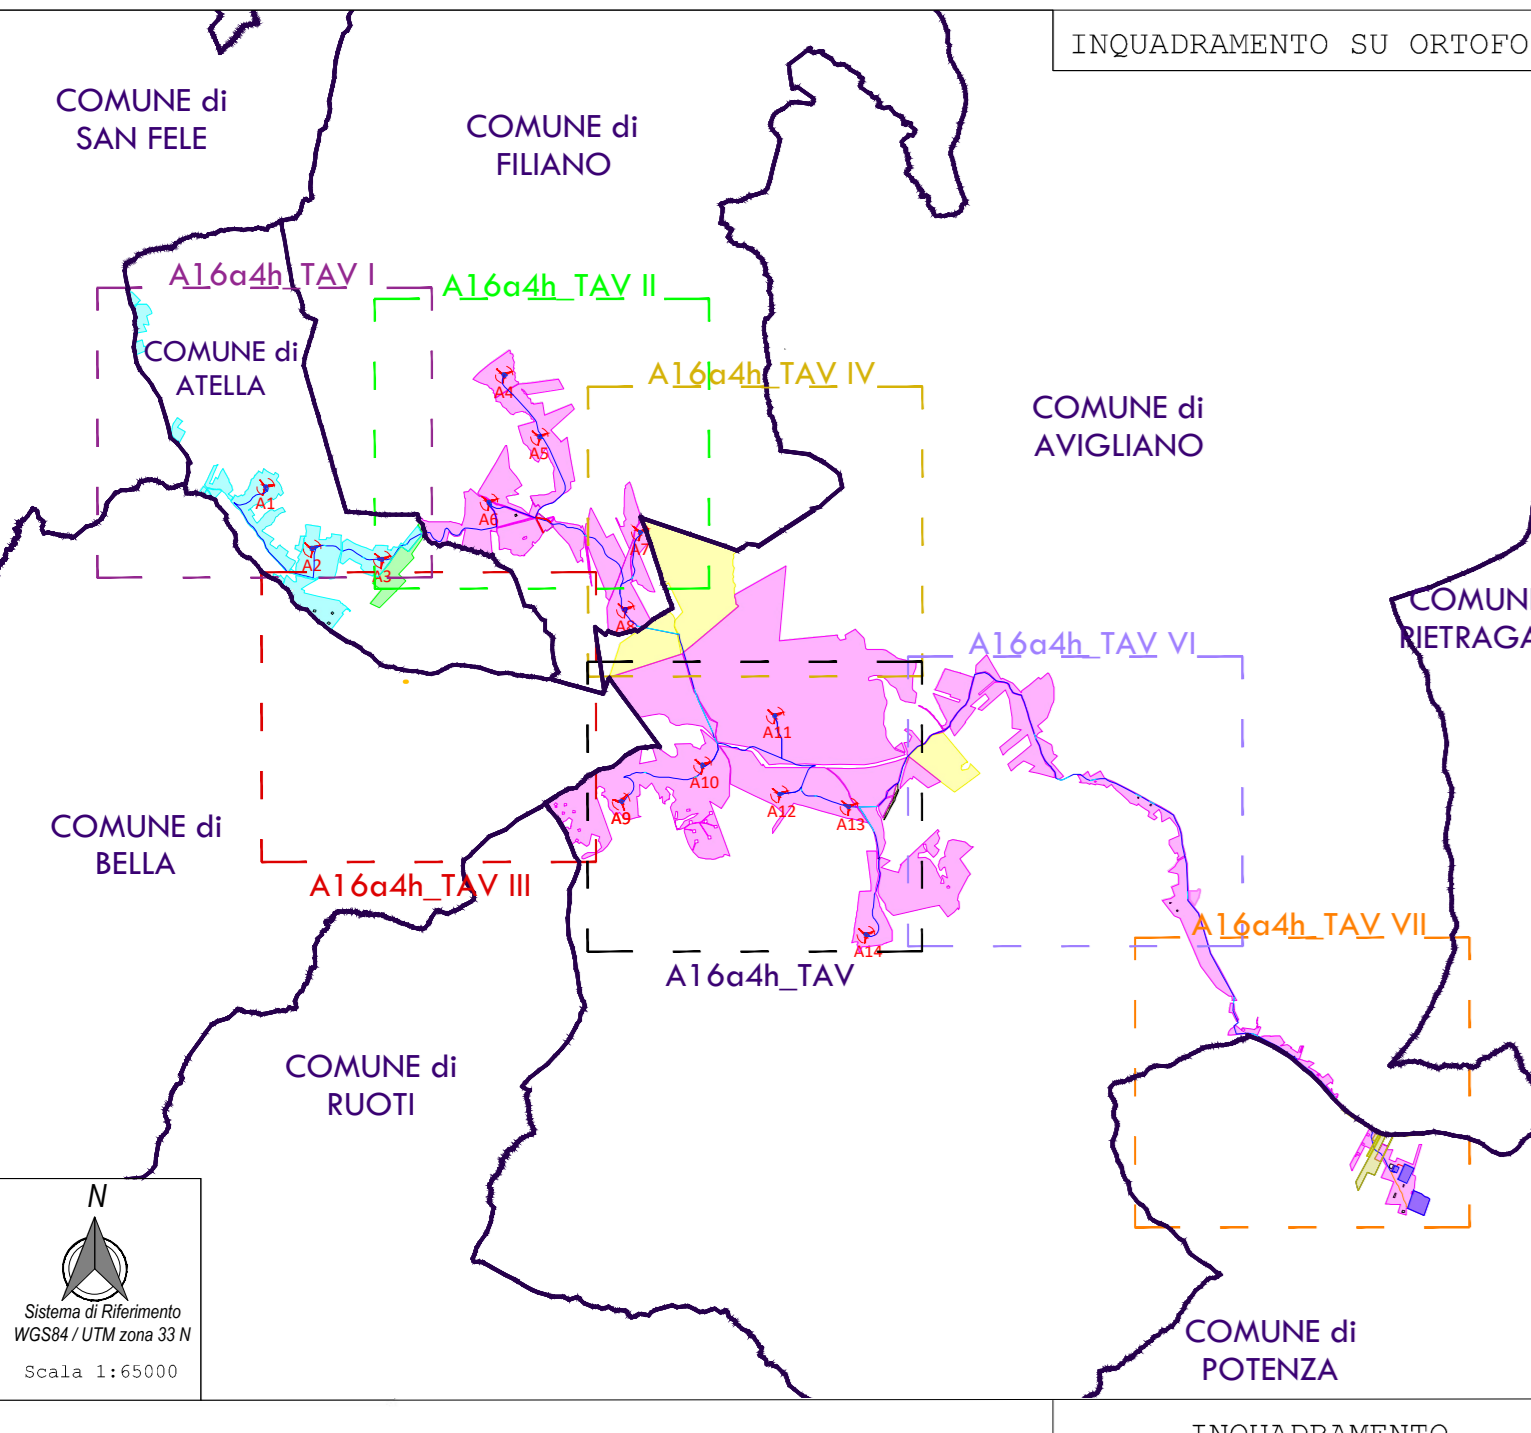 INQUADRAMENTO SU ORTOFO
COMUNE di
SAN FELE
COMUNE di
FILIANO
A16a4h_TAV I
A16a4h_TAV II
COMUNE di
ATELLA
A16a4h_TAV IV
COMUNE di
AVIGLIANO
A4
A5
A1
A6
A7
A2
A3
A8
COMUNE
PIETRAGA
A16a4h_TAV VI
A11
A10
A12
A9
A13
COMUNE di
BELLA
A16a4h_TAV III
A14
A16a4h_TAV VII
A16a4h_TAV
COMUNE di
RUOTI
N
Sistema di Riferimento
WGS84 / UTM zona 33 N
Scala 1:65000
COMUNE di
POTENZA
INQUADRAMENTO